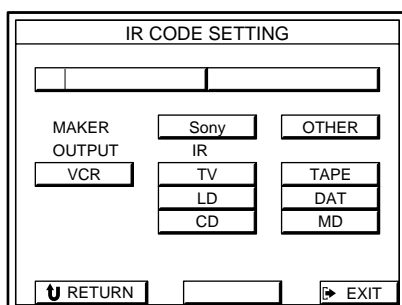 IR CODE SETTING
MAKER Sony OTHER
OUTPUT IR
VCR TV TAPE
LD DAT
CD MD
RETURN EXIT